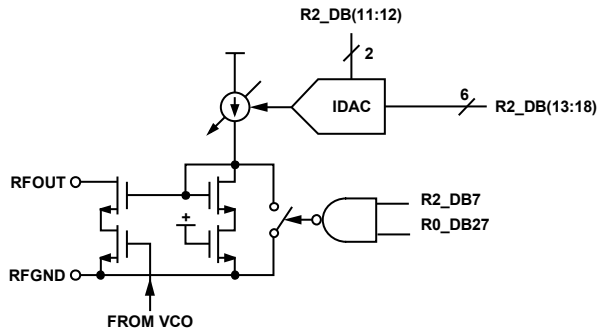 R2_DB(11:12)
2
IDAC
6
R2_DB(13:18)
RFOUT
+
R2_DB7
R0_DB27
RFGND
FROM VCO